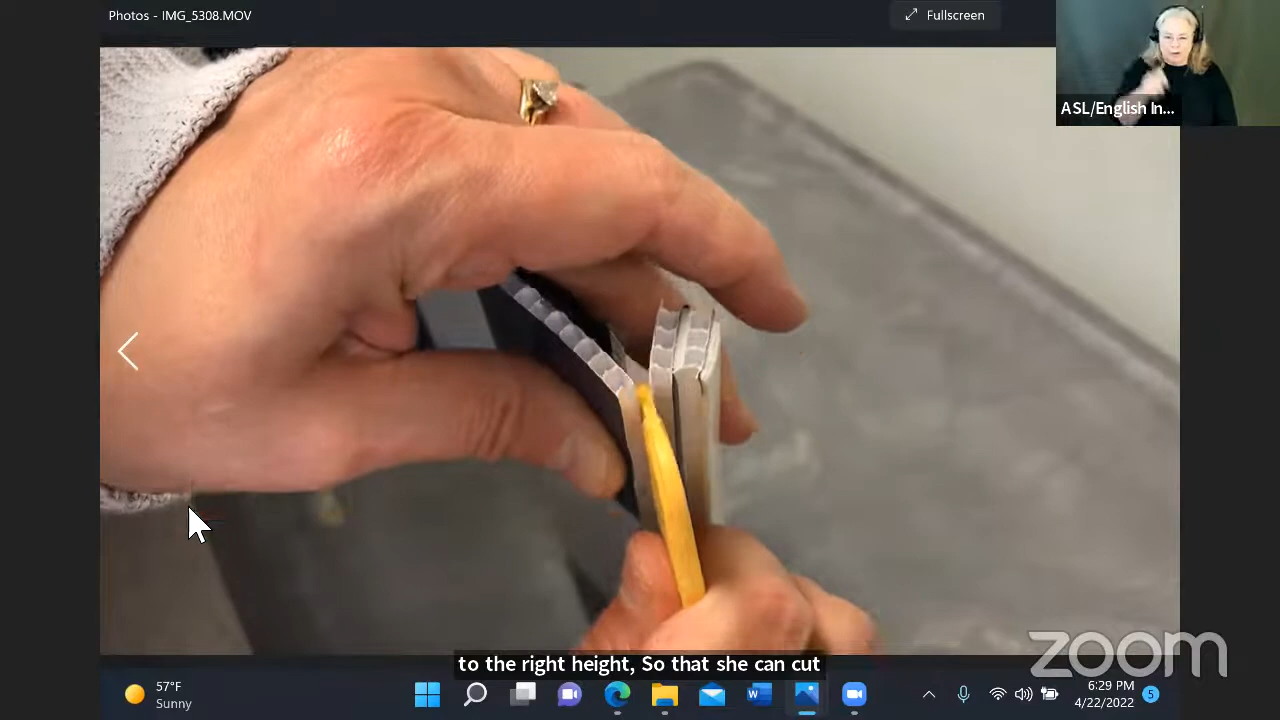 Photos - IMG_5308.MOV
Fullscreen
ASL/English In...
to the right height, So that she can cut
zoom
57°F
Sunny
6:29 PM
4/22/2022
5